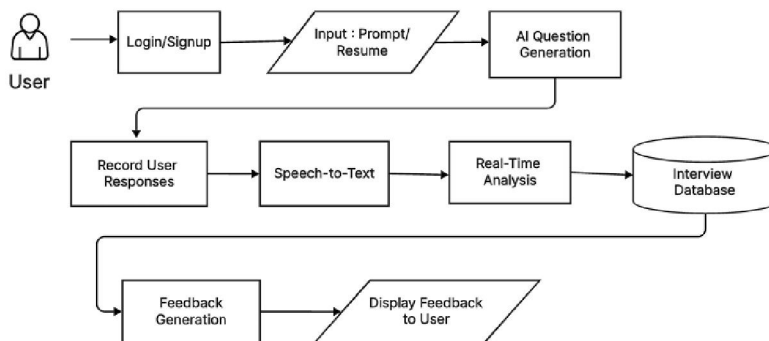 User
Login/Signup
Input : Prompt/
Resume
AI Question
Generation
Record User
Responses
Speech-to-Text
Real-Time
Analysis
Interview
Database
Feedback
Generation
Display Feedback
to User